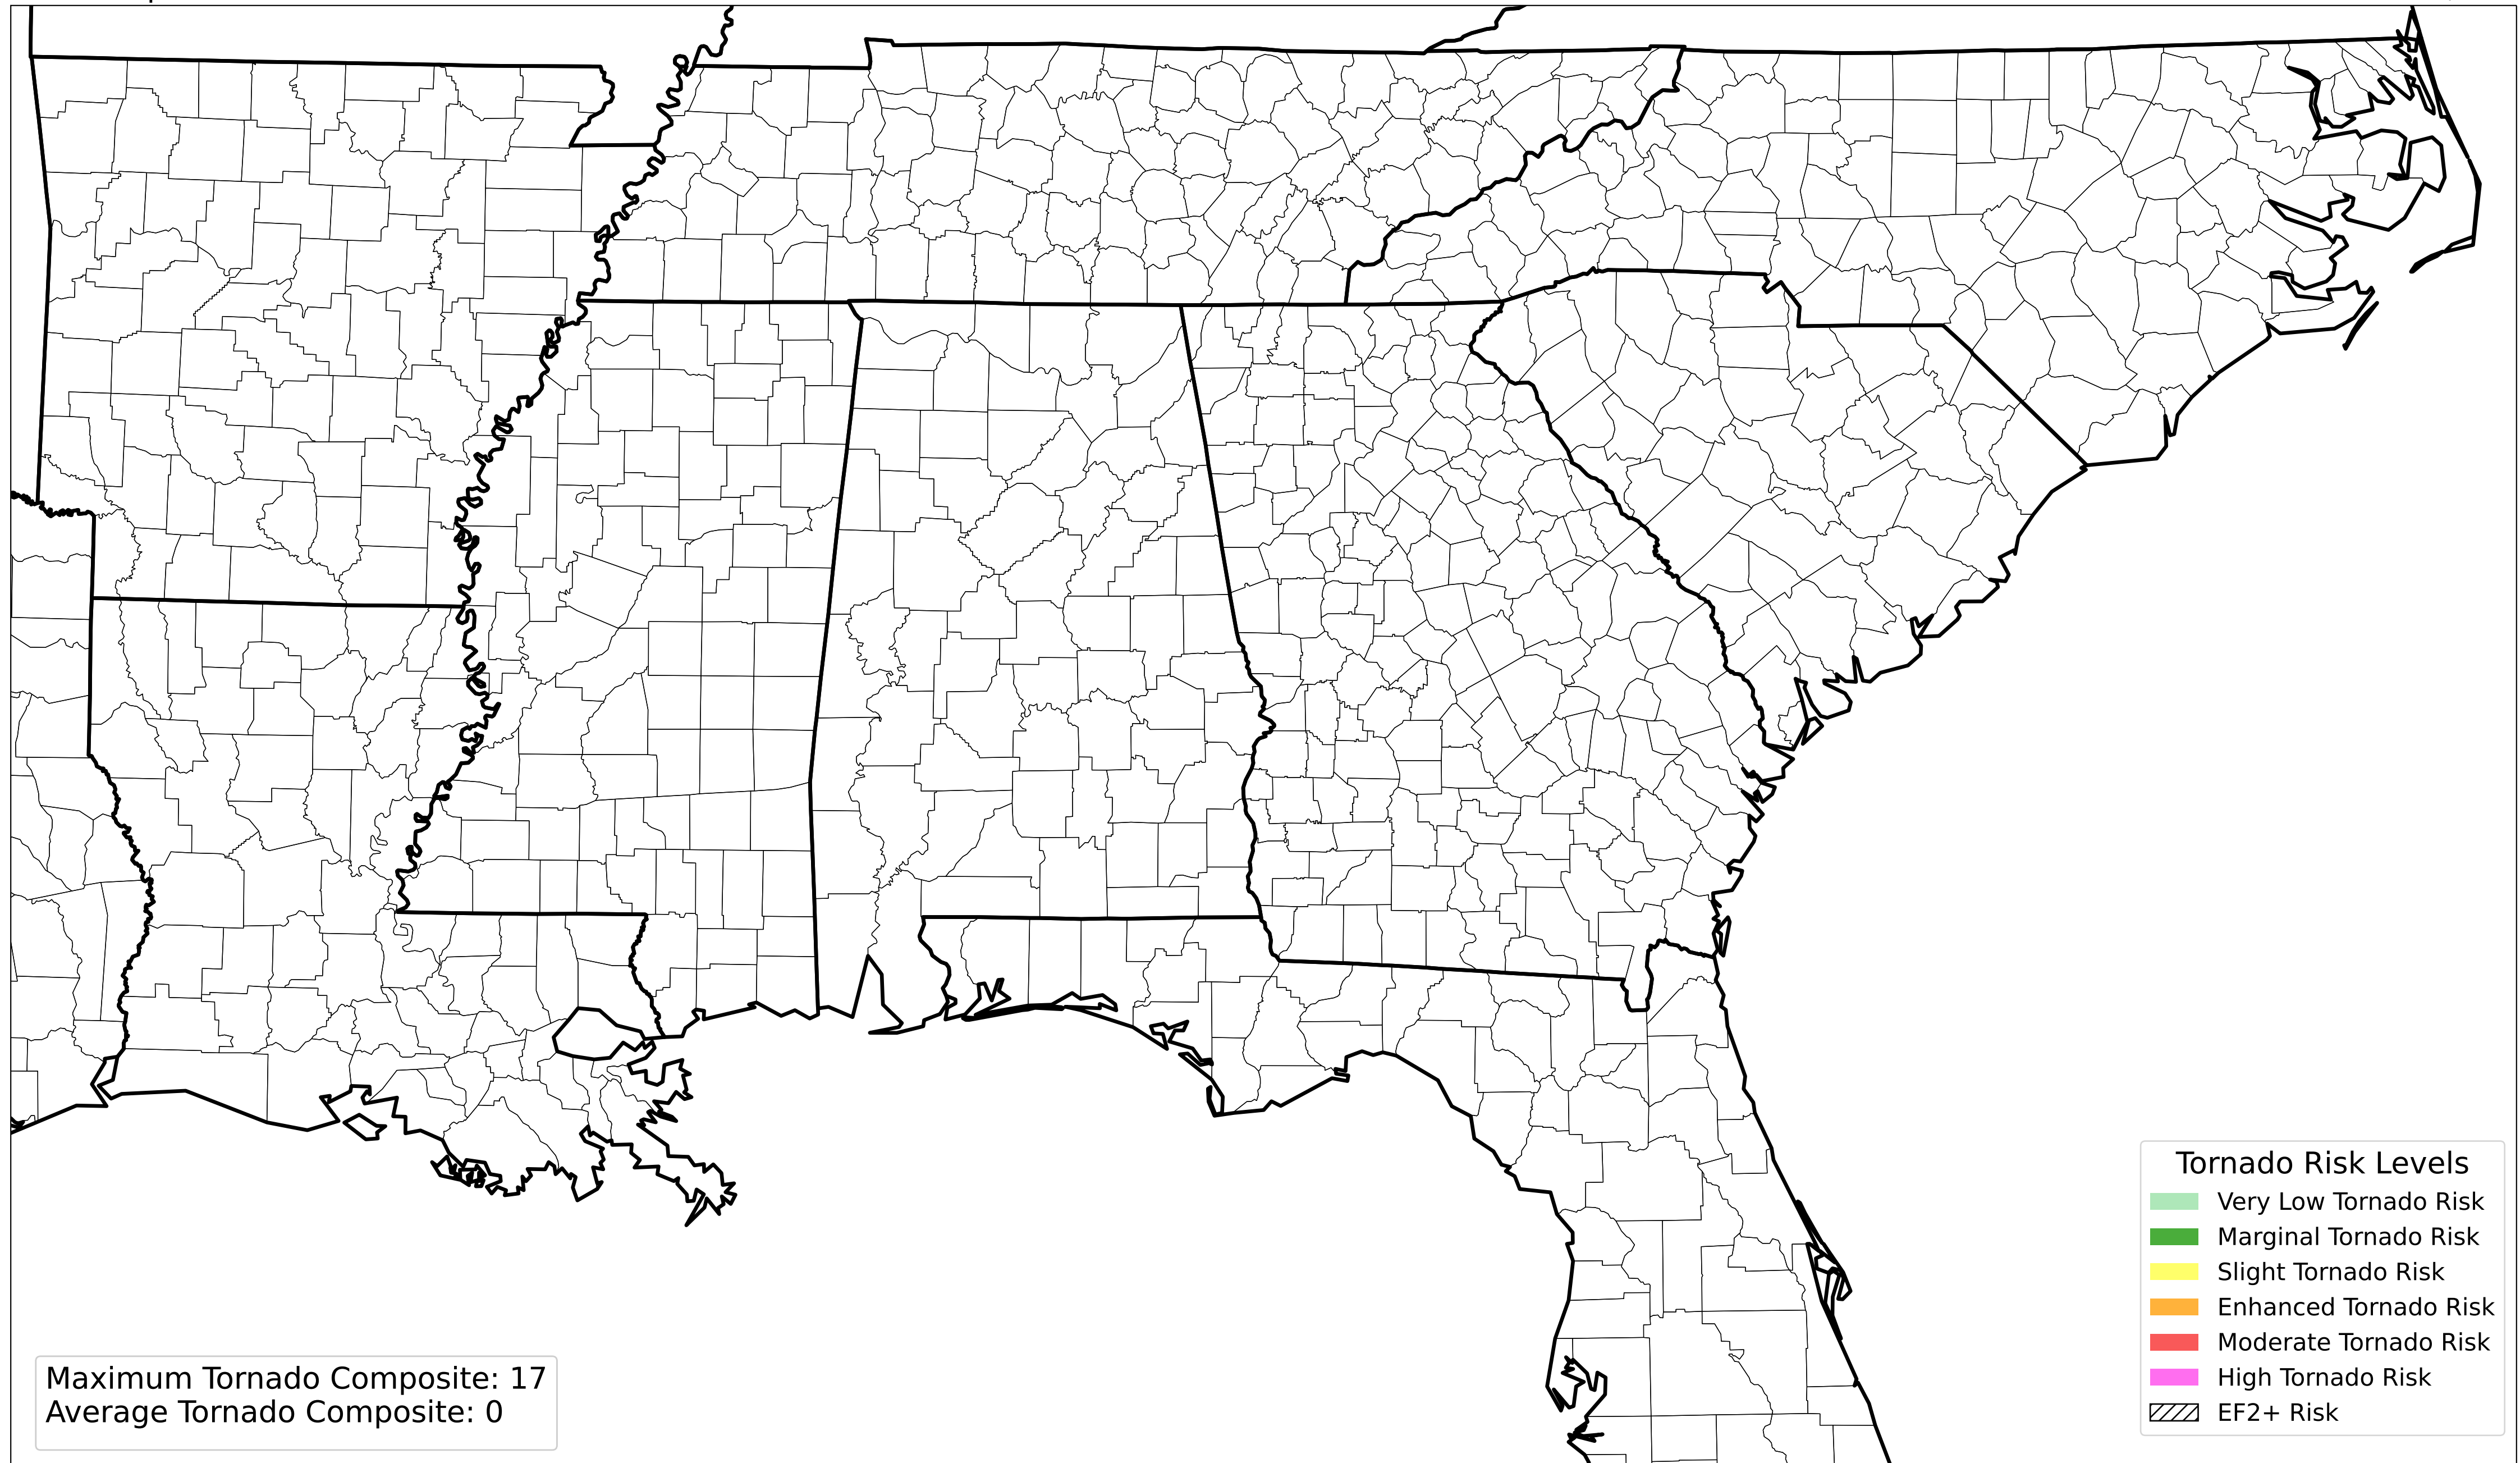 Tornado Risk Levels
Very Low Tornado Risk
Marginal Tornado Risk
Slight Tornado Risk
Enhanced Tornado Risk
Moderate Tornado Risk
High Tornado Risk
EF2+ Risk
Maximum Tornado Composite: 17
Average Tornado Composite: 0